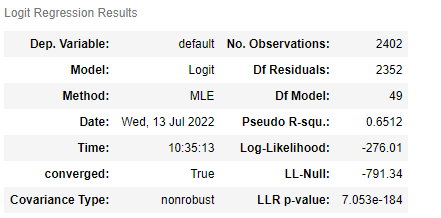 Logit Regression Results
Dep. Variable: default No. Observations: 2402
Model: Logit Df Residuals: 2352
Method: MLE Df Model: 49
Date: Wed, 13 Jul 2022 Pseudo R-squ.: 0.6512
Time: 10:35:13 Log-Likelihood: -276.01
converged: True LL-Null: -791.34
Covariance Type: nonrobust LLR p-value: 7.053e-184